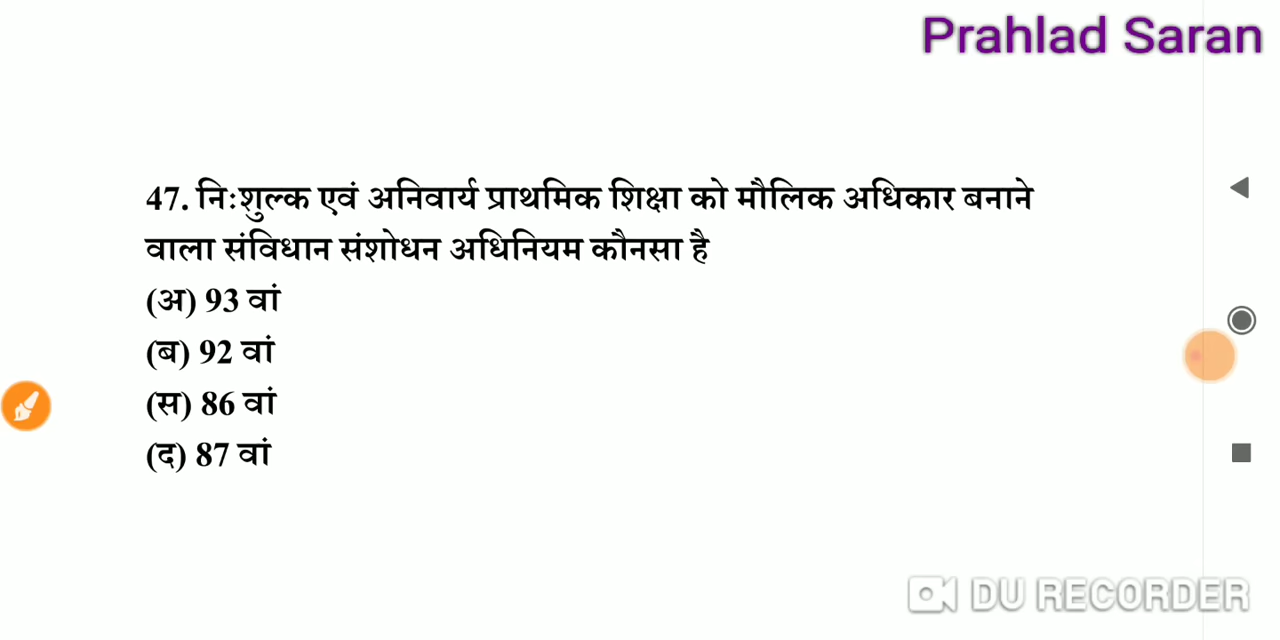 Prahlad Saran
47. नि:शुल्क एवं अनिवार्य प्राथमिक शिक्षा को मौलिक अधिकार बनाने
वाला संविधान संशोधन अधिनियम कौनसा है
(अ) 93 वां
(ब) 92 वां
(स) 86 वां
(द) 87 वां
DU RECORDER